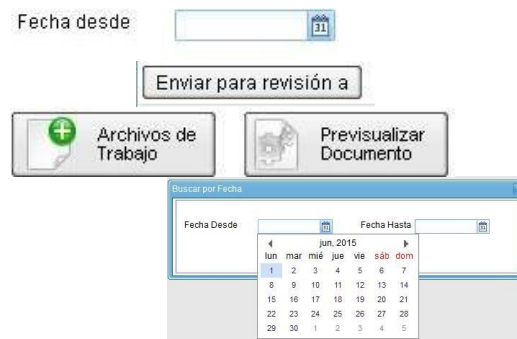 Fecha desde
31
Enviar para revisión a
Archivos de
Trabajo
Previsualizar
Documento
Buscar por Fecha
Fecha Desde
Fecha Hasta
jun, 2015
lun mar mié jue vie sáb dom
1 2 3 4 5 6 7
8 9 10 11 12 13 14
15 16 17 18 19 20 21
22 23 24 25 26 27 28
29 30 1 2 3 4 5